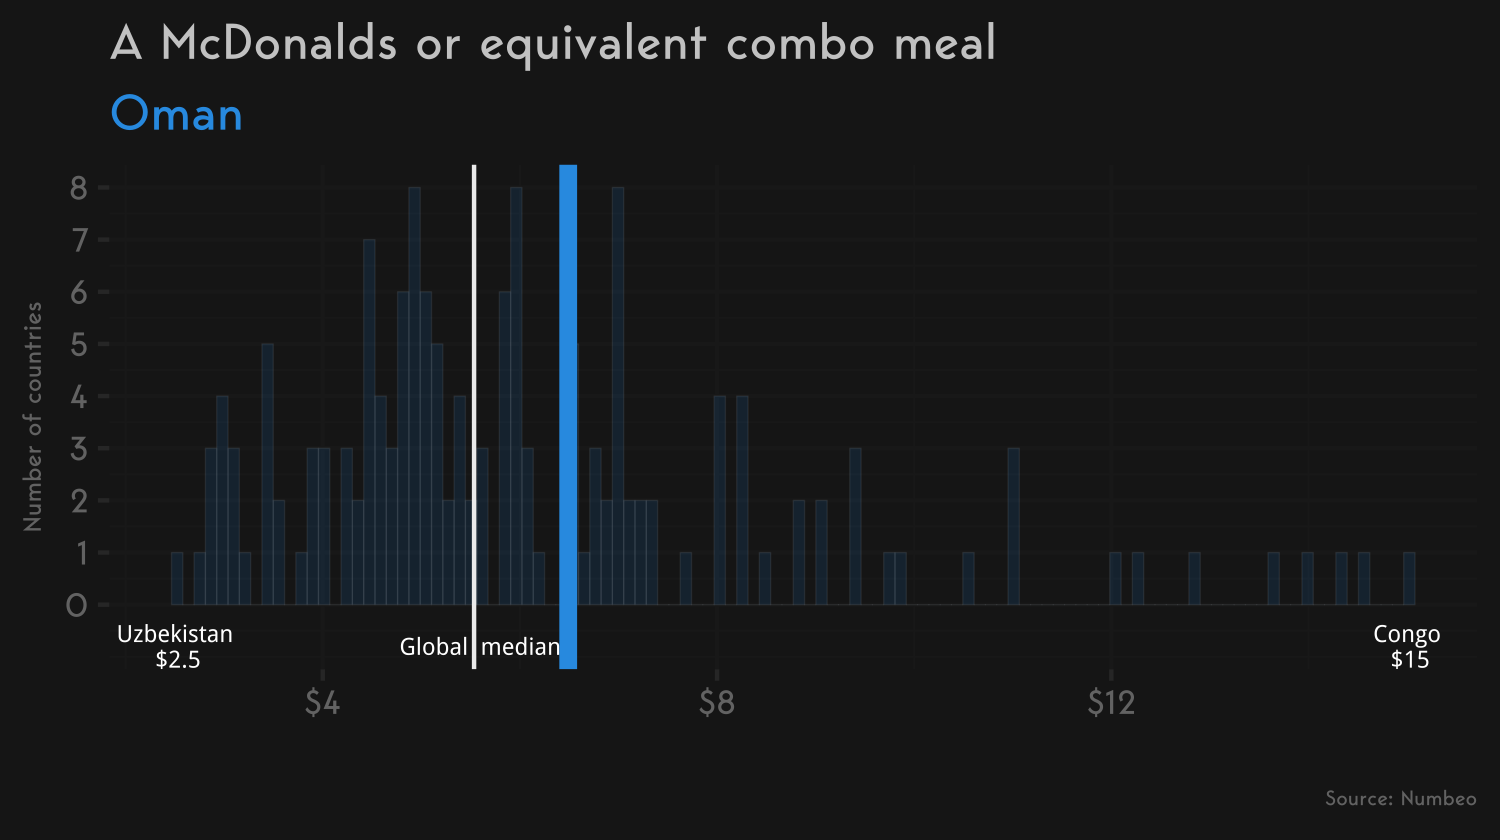 A McDonalds or equivalent combo meal
Oman
Number of countries
8
7
6
5
4
3
2
1
0
Uzbekistan
$2.5
Global median
Congo
$15
$4 $8 $12
Source: Numbeo